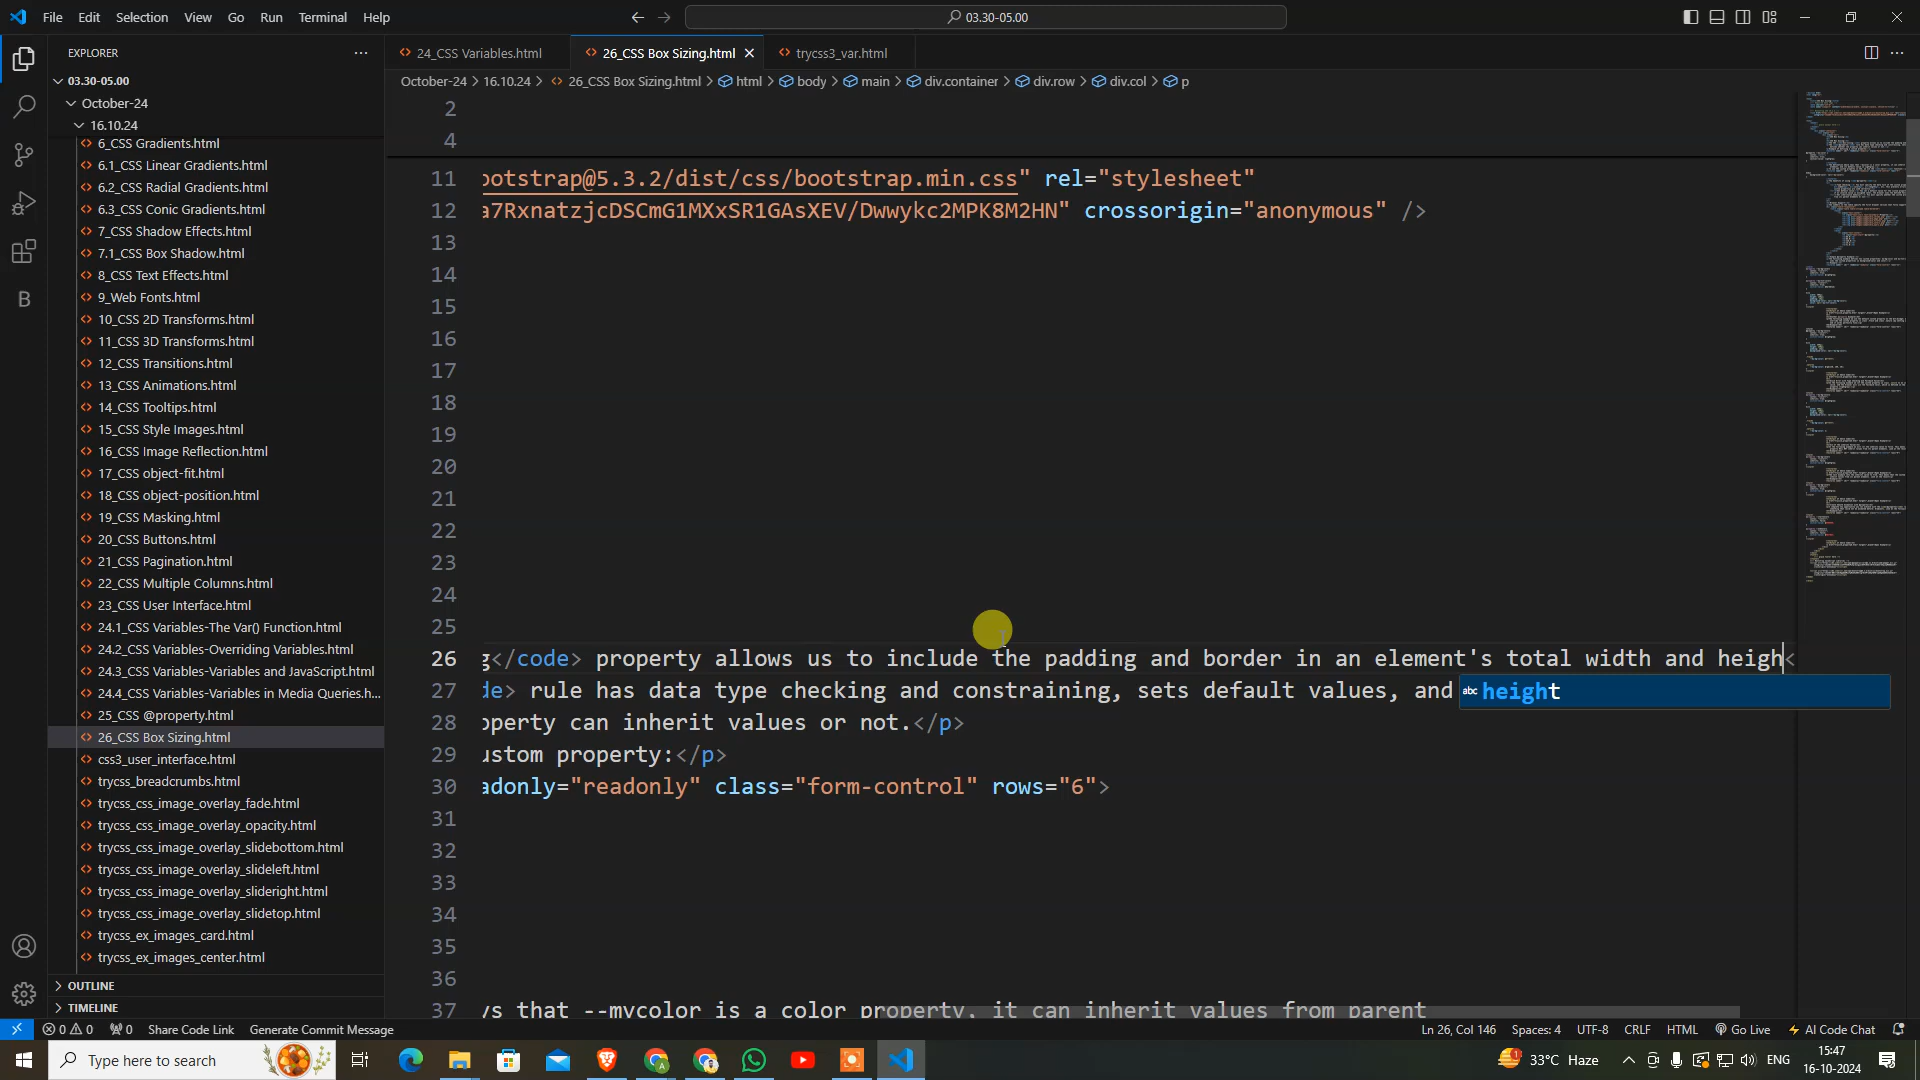 File Edit Selection View Go Run Terminal Help
03.30-05.00
EXPLORER
03.30-05.00
October-24
16.10.24
6_CSS Gradients.html
6.1_CSS Linear Gradients.html
6.2_CSS Radial Gradients.html
6.3_CSS Conic Gradients.html
7_CSS Shadow Effects.html
7.1_CSS Box Shadow.html
8_CSS Text Effects.html
9_Web Fonts.html
10_CSS 2D Transforms.html
11_CSS 3D Transforms.html
12_CSS Transitions.html
13_CSS Animations.html
14_CSS Tooltips.html
15_CSS Style Images.html
16_CSS Image Reflection.html
17_CSS object-fit.html
18_CSS object-position.html
19_CSS Masking.html
20_CSS Buttons.html
21_CSS Pagination.html
22_CSS Multiple Columns.html
23_CSS User Interface.html
24.1_CSS Variables-The Var() Function.html
24.2_CSS Variables-Overriding Variables.html
24.3_CSS Variables-Variables and JavaScript.html
24.4_CSS Variables-Variables in Media Queries.h...
25_CSS @property.html
26_CSS Box Sizing.html
css3_user_interface.html
trycss_breadcrumbs.html
trycss_css_image_overlay_fade.html
trycss_css_image_overlay_opacity.html
trycss_css_image_overlay_slidebottom.html
trycss_css_image_overlay_slideleft.html
trycss_css_image_overlay_slideright.html
trycss_css_image_overlay_slidetop.html
trycss_ex_images_card.html
trycss_ex_images_center.html
OUTLINE
TIMELINE
24_CSS Variables.html 26_CSS Box Sizing.html trycss3_var.html
October-24 > 16.10.24 > 26_CSS Box Sizing.html > html > body > main > div.container > div.row > div.col > p
2
4
11 ootstrap@5.3.2/dist/css/bootstrap.min.css" rel="stylesheet"
12 a7RxnatzjcDSCmG1MXxSR1GAsXEV/Dwwykc2MPK8M2HN" crossorigin="anonymous" />
13
14
15
16
17
18
19
20
21
22
23
24
25
26 g</code> property allows us to include the padding and border in an element's total width and heigh<
27 de> rule has data type checking and constraining, sets default values, and
height
28 operty can inherit values or not.</p>
29 ustom property:</p>
30 adonly="readonly" class="form-control" rows="6">
31
32
33
34
35
36
37 ys that --mycolor is a color property, it can inherit values from parent
0 0 0 Share Code Link Generate Commit Message
Ln 26, Col 146 Spaces: 4 UTF-8 CRLF HTML Go Live AI Code Chat
Type here to search
33°C Haze ENG
15:47
16-10-2024